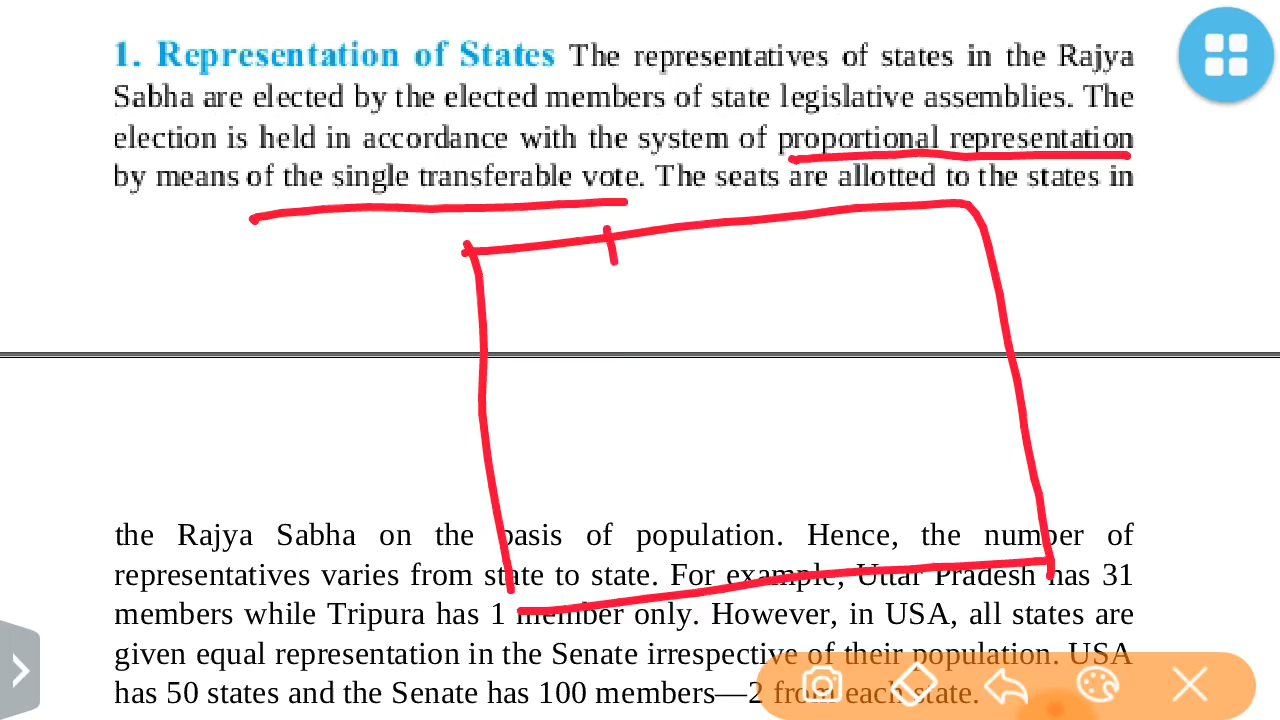 1. Representation of States The representatives of states in the Rajya
Sabha are elected by the elected members of state legislative assemblies. The
election is held in accordance with the system of proportional representation
by means of the single transferable vote. The seats are allotted to the states in
the Rajya Sabha on the basis of population. Hence, the number of
representatives varies from state to state. For example, Uttar Pradesh has 31
members while Tripura has 1 member only. However, in USA, all states are
given equal representation in the Senate irrespective of their population. USA
has 50 states and the Senate has 100 members—2 from each state.